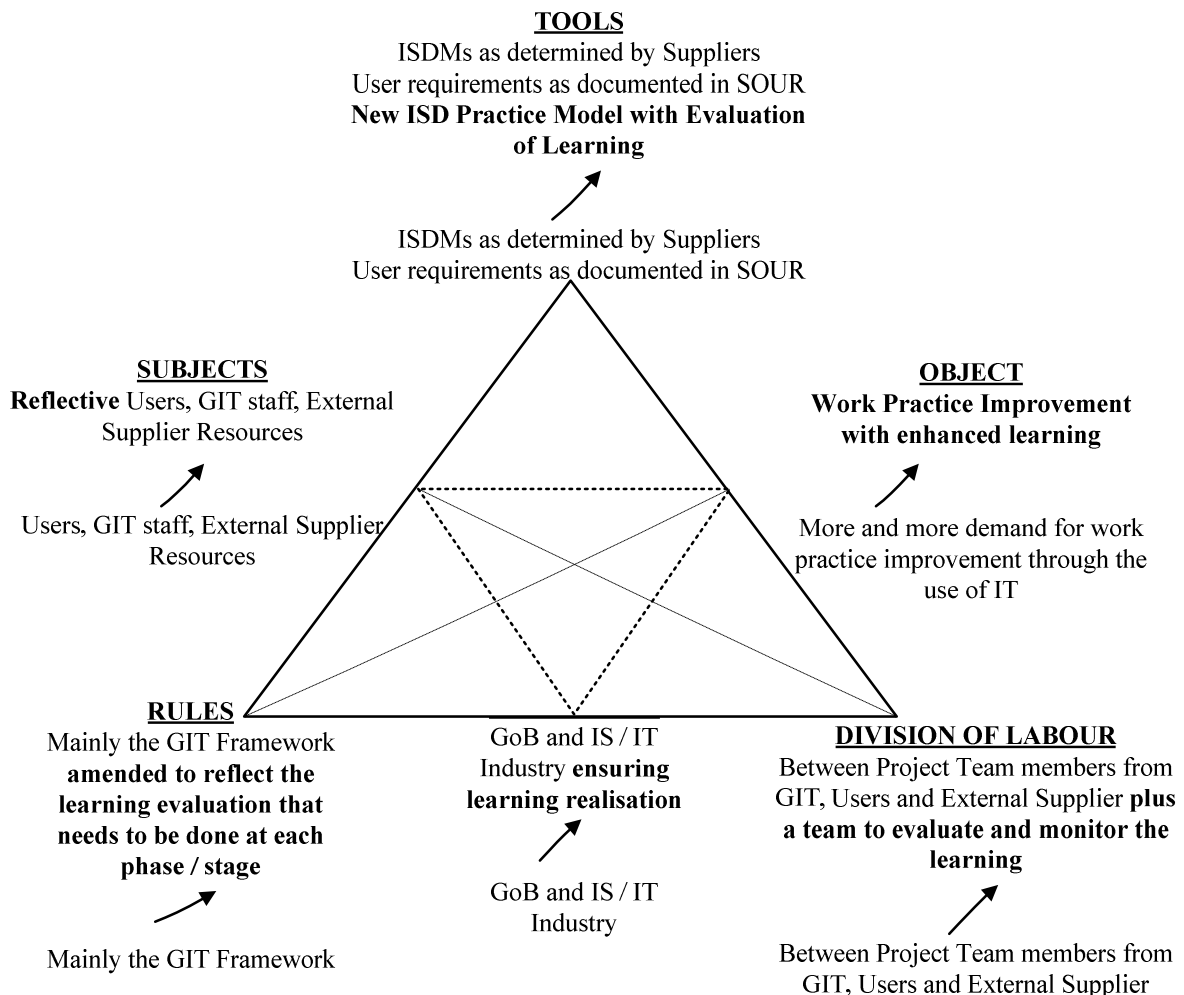 TOOLS
ISDMs as determined by Suppliers
User requirements as documented in SOUR
New ISD Practice Model with Evaluation
of Learning
ISDMs as determined by Suppliers
User requirements as documented in SOUR
SUBJECTS
Reflective Users, GIT staff, External
Supplier Resources
Users, GIT staff, External Supplier
Resources
OBJECT
Work Practice Improvement
with enhanced learning
More and more demand for work
practice improvement through the
use of IT
RULES
Mainly the GIT Framework
amended to reflect the
learning evaluation that
needs to be done at each
phase / stage
Mainly the GIT Framework
GoB and IS / IT
Industry ensuring
learning realisation
GoB and IS / IT
Industry
DIVISION OF LABOUR
Between Project Team members from
GIT, Users and External Supplier plus
a team to evaluate and monitor the
learning
Between Project Team members from
GIT, Users and External Supplier